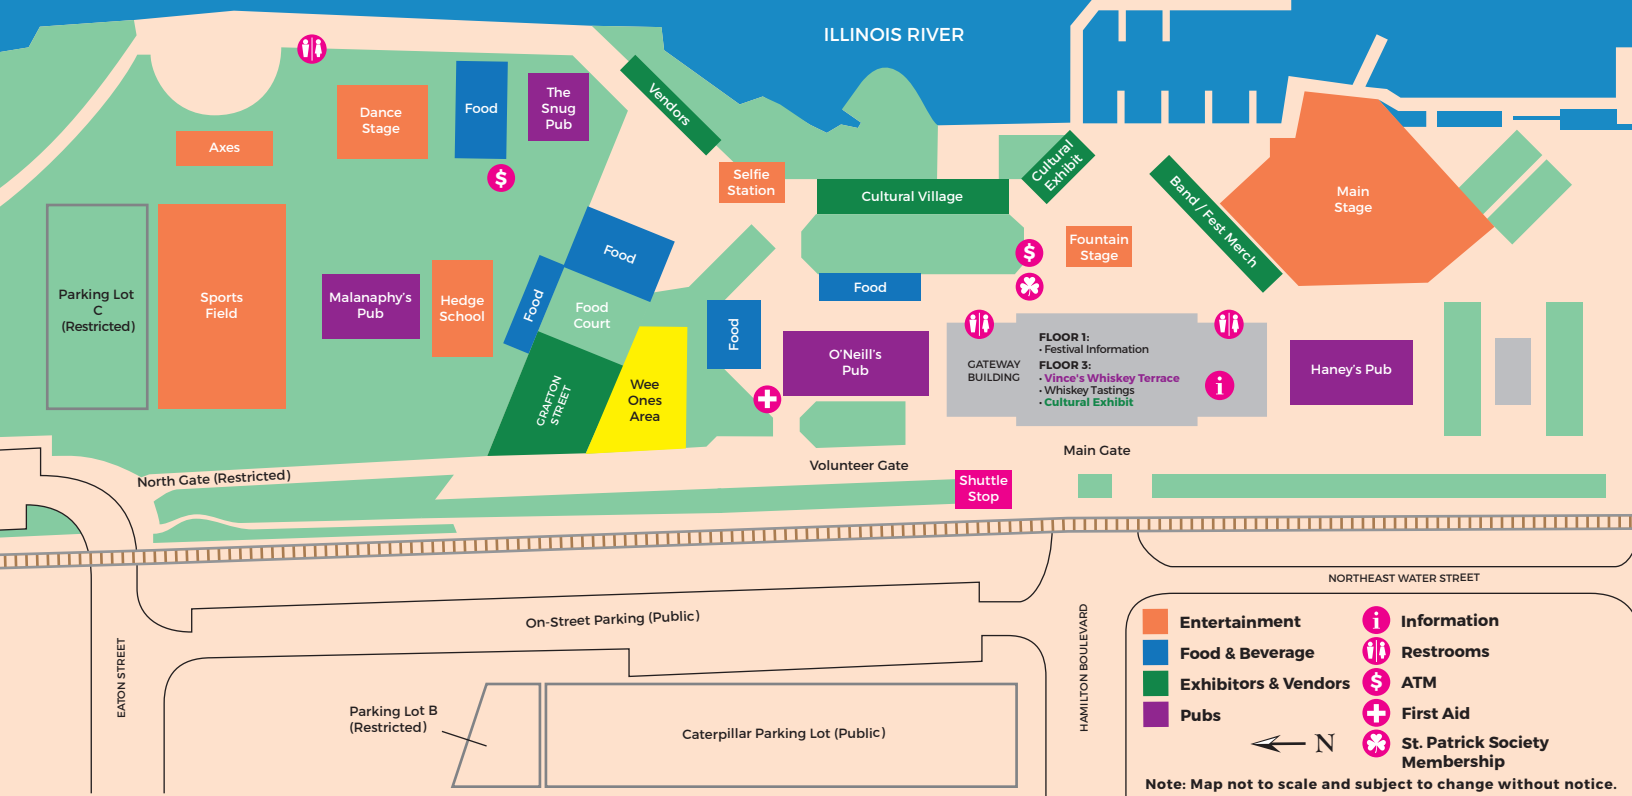 ILLINOIS RIVER
Vendors
The
Snug
Pub
Food
Dance
Stage
Axes
$
Selfie
Station
Cultural
Exhibit
Cultural Village
Band / Fest Merch
Main
Stage
Fountain
Stage
$
Food
Food
Parking Lot
C
(Restricted)
Sports
Field
Malanaphy's
Pub
Hedge
School
Food
Food
Court
Food
O'Neill's
Pub
GRAFTON
STREET
Wee
Ones
Area
GATEWAY
BUILDING
FLOOR 1:
• Festival Information
FLOOR 3:
• Vince's Whiskey Terrace
• Whiskey Tastings
• Cultural Exhibit
i
Haney's Pub
North Gate (Restricted)
Volunteer Gate
Main Gate
Shuttle
Stop
NORTHEAST WATER STREET
On-Street Parking (Public)
EATON STREET
HAMILTON BOULEVARD
Parking Lot B
(Restricted)
Caterpillar Parking Lot (Public)
Entertainment
Food & Beverage
Exhibitors & Vendors
Pubs
i Information
Restrooms
$ ATM
First Aid
St. Patrick Society
Membership
N
Note: Map not to scale and subject to change without notice.